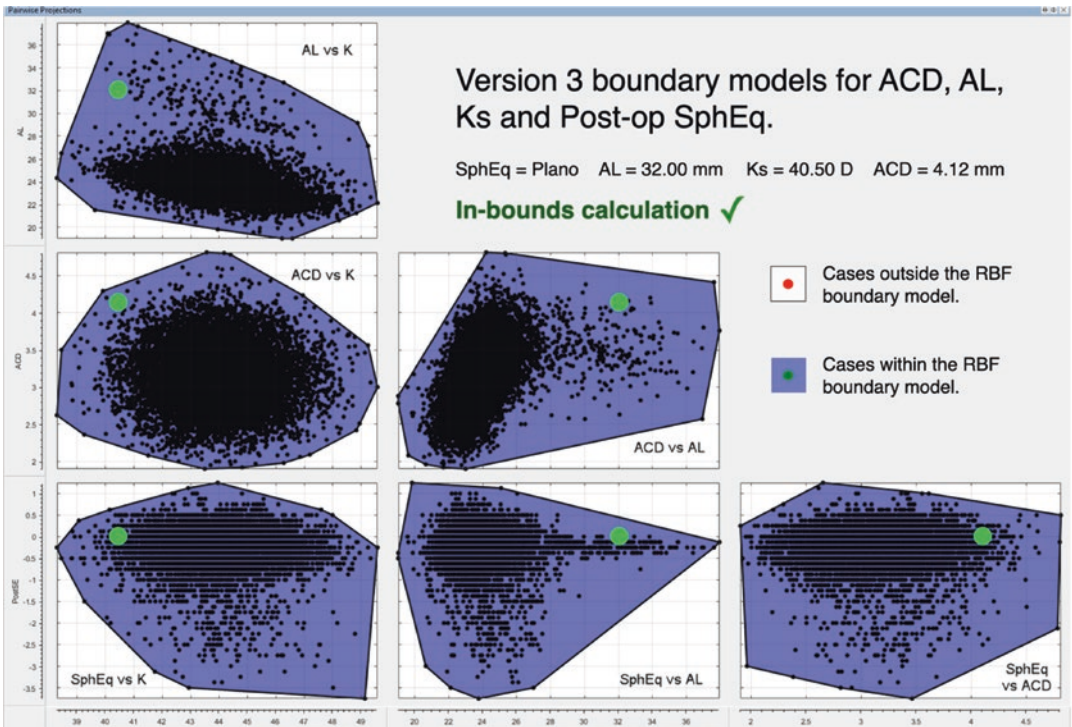 Pairwise Projections
AL vs K
Version 3 boundary models for ACD, AL,
Ks and Post-op SphEq.
SphEq = Plano AL = 32.00 mm Ks = 40.50 D ACD = 4.12 mm
In-bounds calculation ✓
36
34
32
30
28
26
24
22
20
AL
ACD vs K
ACD vs AL
4.5
4
3.5
3
2.5
2
ACD
Cases outside the RBF
boundary model.
Cases within the RBF
boundary model.
1
0.5
0
-0.5
-1
-1.5
-2
-2.5
-3
-3.5
PostSE
SphEq vs K
SphEq vs AL
SphEq
vs ACD
39 40 41 42 43 44 45 46 47 48 49
20 22 24 26 28 30 32 34 36
2 2.5 3 3.5 4 4.5